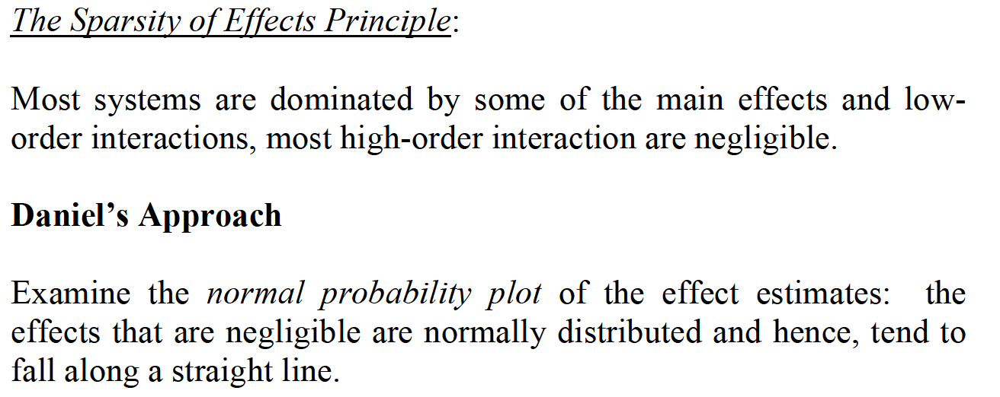 The Sparsity of Effects Principle:
Most systems are dominated by some of the main effects and low-
order interactions, most high-order interaction are negligible.
Daniel’s Approach
Examine the normal probability plot of the effect estimates: the
effects that are negligible are normally distributed and hence, tend to
fall along a straight line.